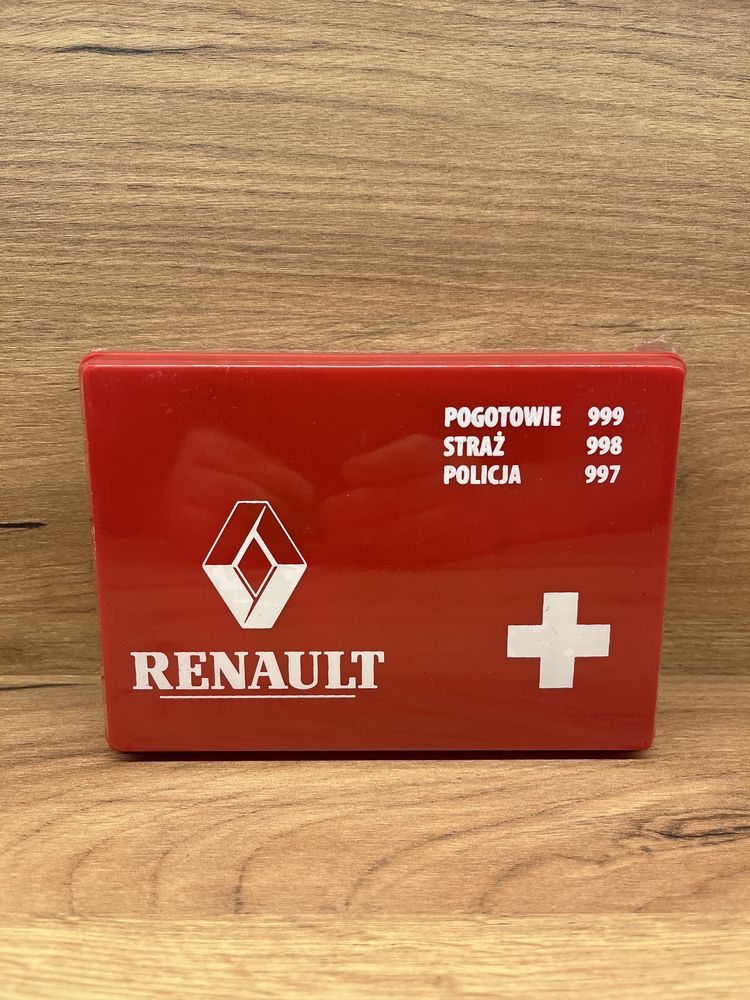 POGOTOWIE 999
STRAŻ 998
POLICJA 997
RENAULT